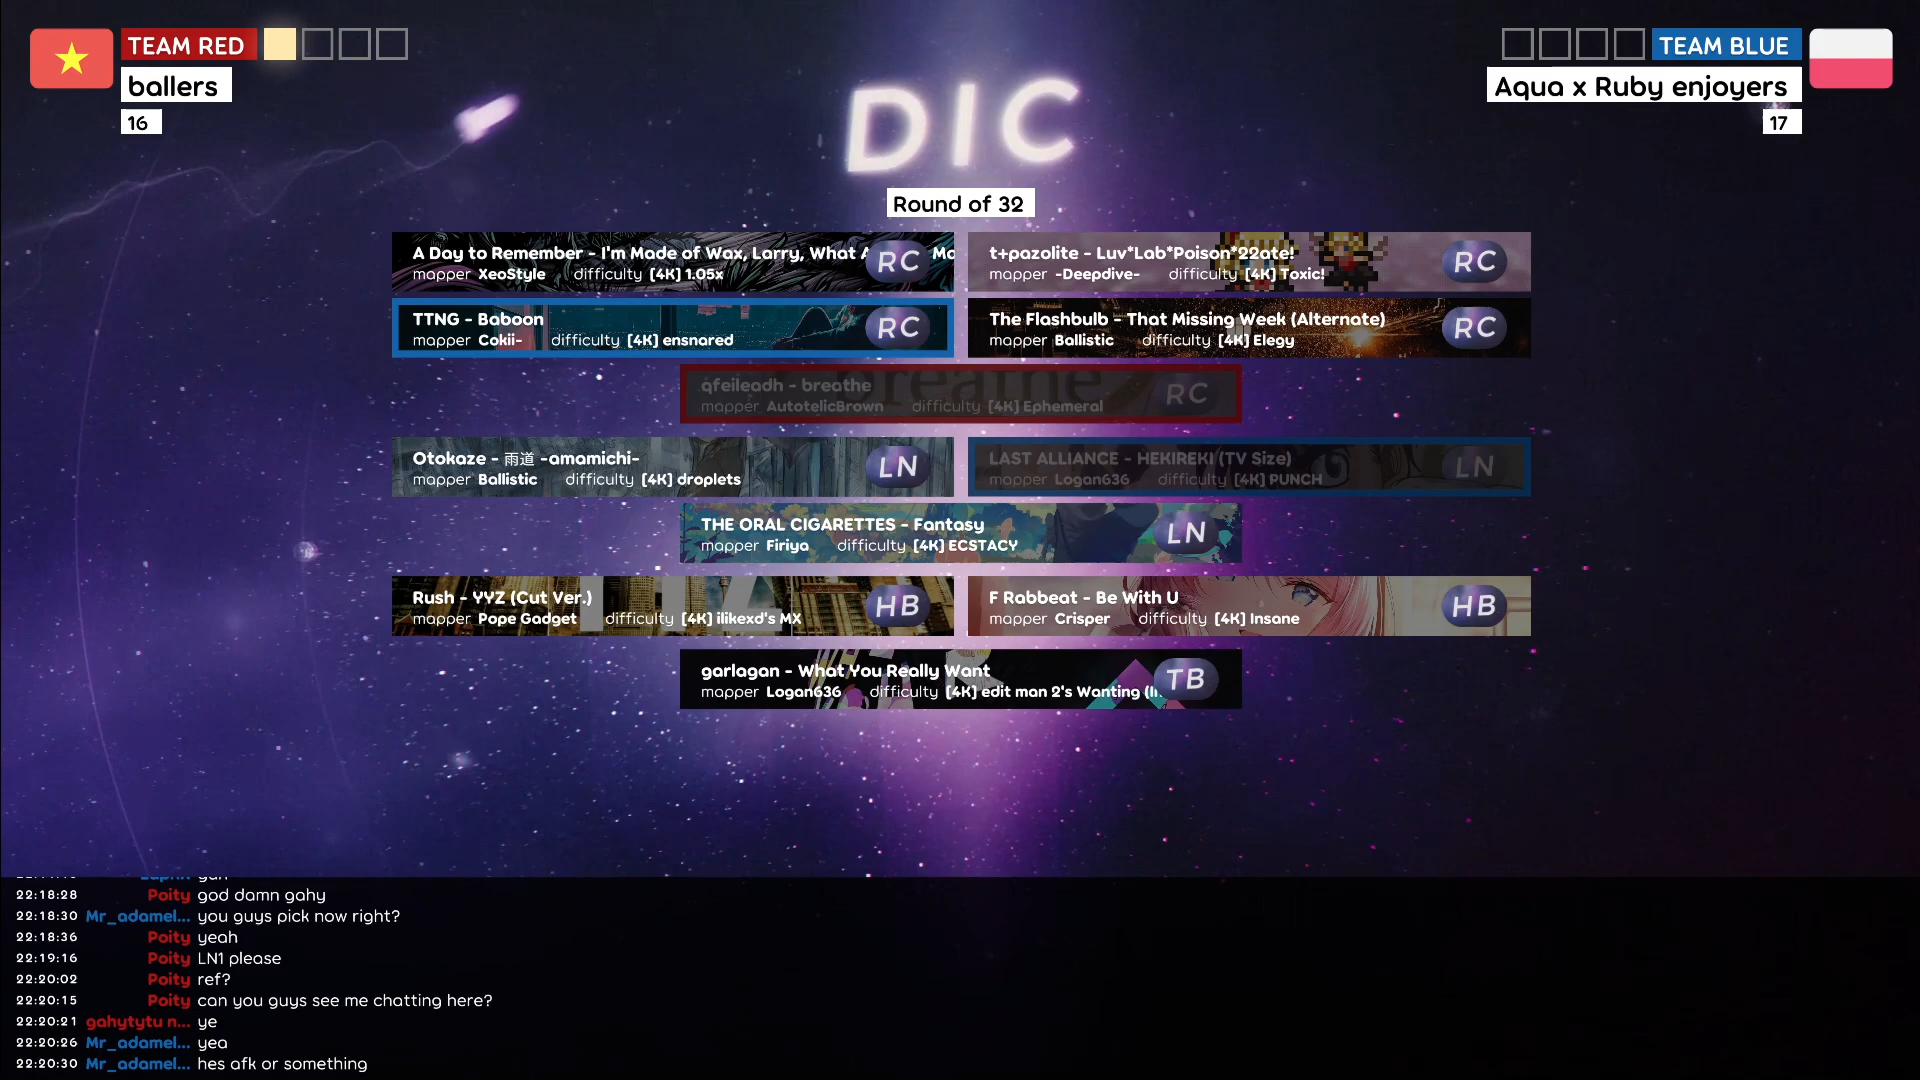 TEAM RED
ballers
16
TEAM BLUE
Aqua x Ruby enjoyers
17
DIC
Round of 32
A Day to Remember - I'm Made of Wax, Larry, What A Mo
mapper XeoStyle difficulty [4K] 1.05x
RC
t+pazolite - Luv*Lab*Poison*22ate!
mapper -Deepdive- difficulty [4K] Toxic!
RC
TTNG - Baboon
mapper Cokii- difficulty [4K] ensnared
RC
The Flashbulb - That Missing Week (Alternate)
mapper Ballistic difficulty [4K] Elegy
RC
qfeileadh - breathe
mapper AutotelicBrown difficulty [4K] Ephemeral
breathe
RC
Otokaze - 雨道 -amamichi-
mapper Ballistic difficulty [4K] droplets
LN
LAST ALLIANCE - HEKIREKI (TV Size)
mapper Logan636 difficulty [4K] PUNCH
LN
THE ORAL CIGARETTES - Fantasy
mapper Firiya difficulty [4K] ECSTACY
LN
Rush - YYZ (Cut Ver.)
mapper Pope Gadget difficulty [4K] ilikexd's MX
HB
F Rabbeat - Be With U
mapper Crisper difficulty [4K] Insane
HB
garlagan - What You Really Want
mapper Logan636 difficulty [4K] edit man 2's Wanting (I
TB
22:18:28 Poity god damn gahy
22:18:30 Mr_adamel... you guys pick now right?
22:18:36 Poity yeah
22:19:16 Poity LN1 please
22:20:02 Poity ref?
22:20:15 Poity can you guys see me chatting here?
22:20:21 gahytytu n... ye
22:20:26 Mr_adamel... yea
22:20:30 Mr_adamel... hes afk or something